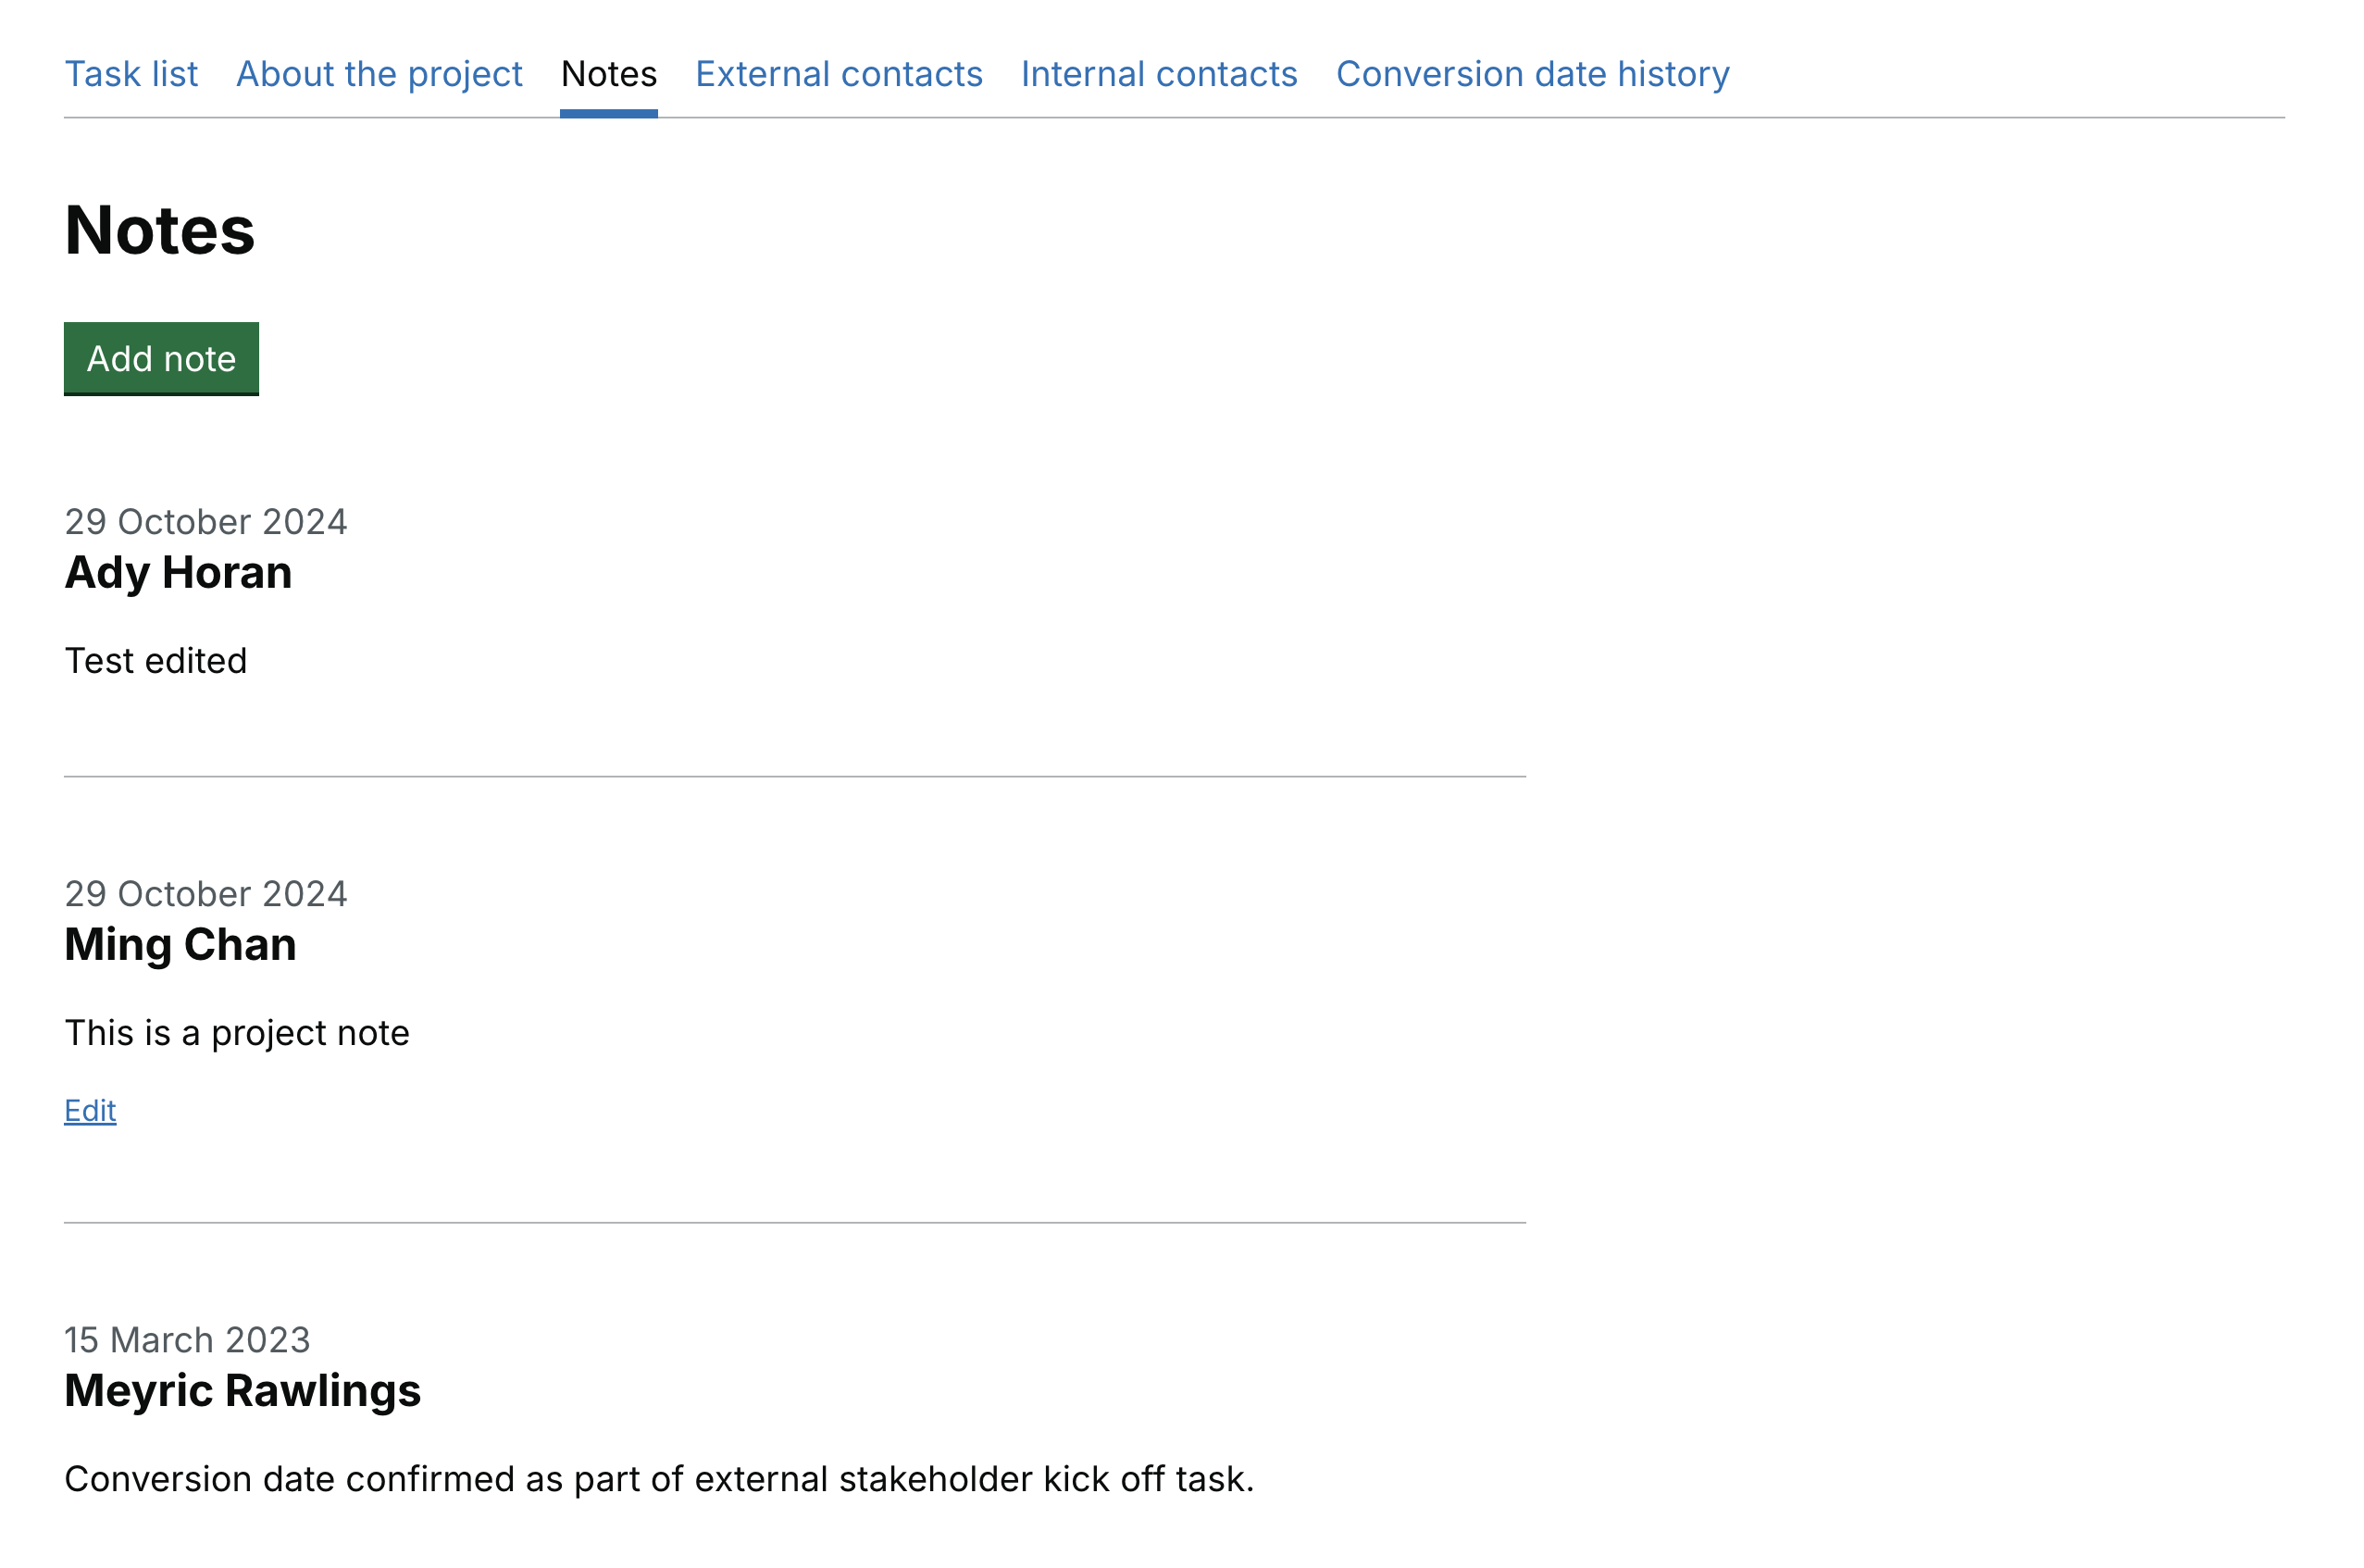 Task list About the project Notes External contacts Internal contacts Conversion date history
Notes
Add note
29 October 2024
Ady Horan
Test edited
29 October 2024
Ming Chan
This is a project note
Edit
15 March 2023
Meyric Rawlings
Conversion date confirmed as part of external stakeholder kick off task.